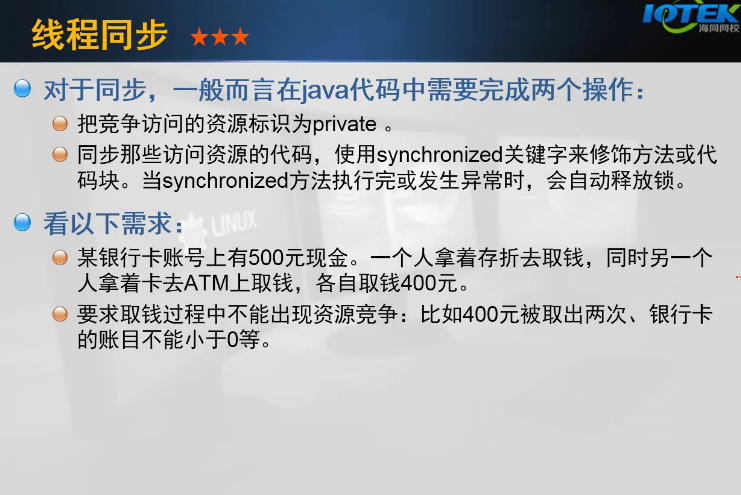 线程同步 ★★★
IOTEK
海同网校
对于同步，一般而言在java代码中需要完成两个操作：
把竞争访问的资源标识为private 。
同步那些访问资源的代码，使用synchronized关键字来修饰方法或代
码块。当synchronized方法执行完或发生异常时，会自动释放锁。
看以下需求：
LINUX
某银行卡账号上有500元现金。一个人拿着存折去取钱，同时另一个
人拿着卡去ATM上取钱，各自取钱400元。
要求取钱过程中不能出现资源竞争：比如400元被取出两次、银行卡
的账目不能小于0等。